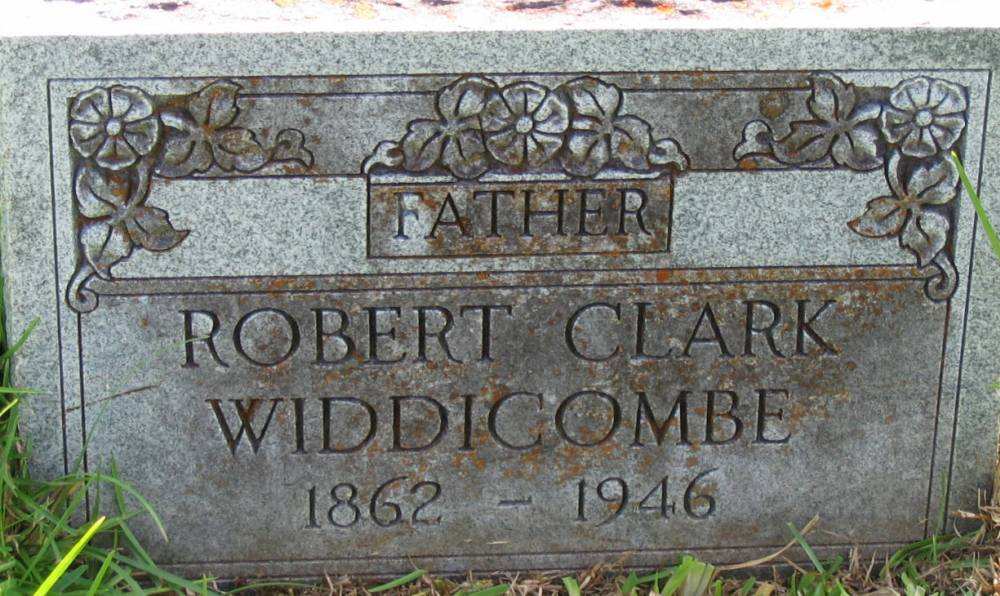 FATHER
ROBERT CLARK
WIDDICOMBE
1862 - 1946